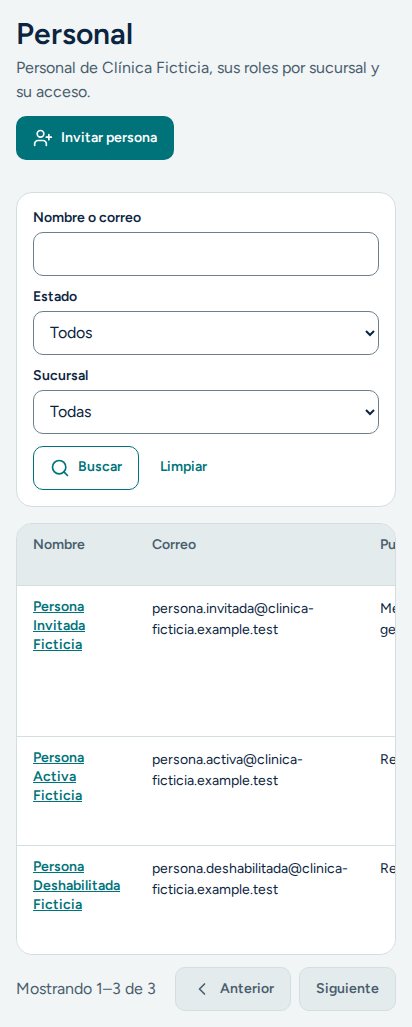 Personal
Personal de Clínica Ficticia, sus roles por sucursal y
su acceso.
Invitar persona
Nombre o correo
Estado
Todos
Sucursal
Todas
Buscar Limpiar
Nombre Correo
Persona
Invitada
Ficticia
persona.invitada@clinica-
ficticia.example.test
Persona
Activa
Ficticia
persona.activa@clinica-
ficticia.example.test
Persona
Deshabilitada
Ficticia
persona.deshabilitada@clinica-
ficticia.example.test
Mostrando 1–3 de 3 Anterior Siguiente